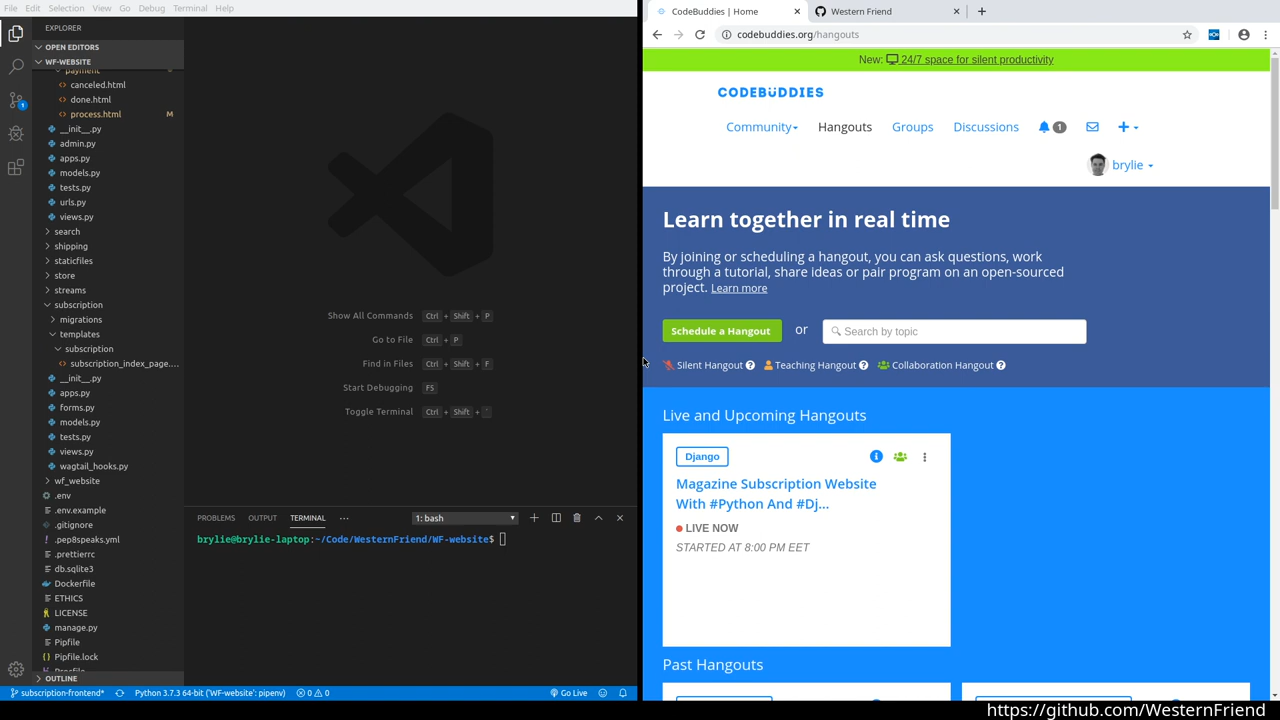 File Edit Selection View Go Debug Terminal Help
EXPLORER
OPEN EDITORS
WF-WEBSITE
payment
canceled.html
done.html
process.html M
__init__.py
admin.py
apps.py
models.py
tests.py
urls.py
views.py
search
shipping
staticfiles
store
streams
subscription
migrations
templates
subscription
subscription_index_page....
__init__.py
apps.py
forms.py
models.py
tests.py
views.py
wagtail_hooks.py
wf_website
.env
.env.example
.gitignore
.pep8speaks.yml
.prettierrc
db.sqlite3
Dockerfile
ETHICS
LICENSE
manage.py
Pipfile
Pipfile.lock
Procfile
OUTLINE
1
Show All Commands Ctrl + Shift + P
Go to File Ctrl + P
Find in Files Ctrl + Shift + F
Start Debugging F5
Toggle Terminal Ctrl + Shift + `
PROBLEMS OUTPUT TERMINAL ... 1: bash
brylie@brylie-laptop:~/Code/WesternFriend/WF-website$
subscription-frontend* Python 3.7.3 64-bit ('WF-website': pipenv) 0 0 Go Live
CodeBuddies | Home Western Friend
codebuddies.org/hangouts
New: 24/7 space for silent productivity
CODEBUDDIES
Community Hangouts Groups Discussions 1
brylie
Learn together in real time
By joining or scheduling a hangout, you can ask questions, work
through a tutorial, share ideas or pair program on an open-sourced
project. Learn more
Schedule a Hangout or Search by topic
Silent Hangout Teaching Hangout Collaboration Hangout
Live and Upcoming Hangouts
Django
Magazine Subscription Website
With #Python And #Dj...
LIVE NOW
STARTED AT 8:00 PM EET
Past Hangouts
https://github.com/WesternFriend